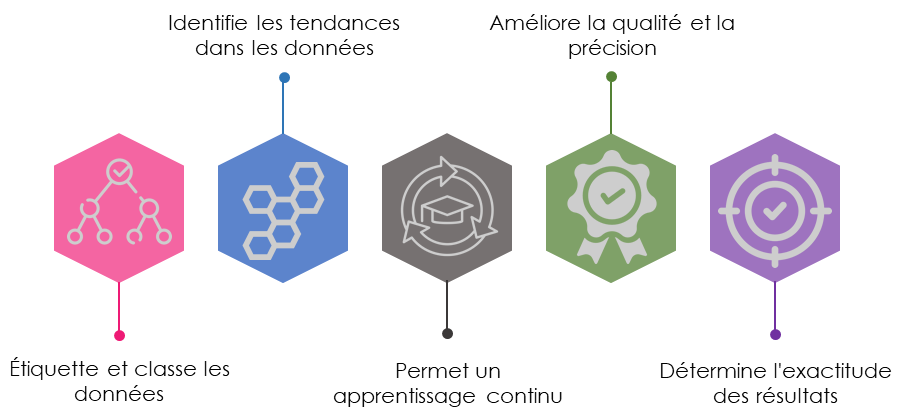 Identifie les tendances
dans les données
Améliore la qualité et la
précision
Étiquette et classe les
données
Permet un
apprentissage continu
Détermine l'exactitude
des résultats